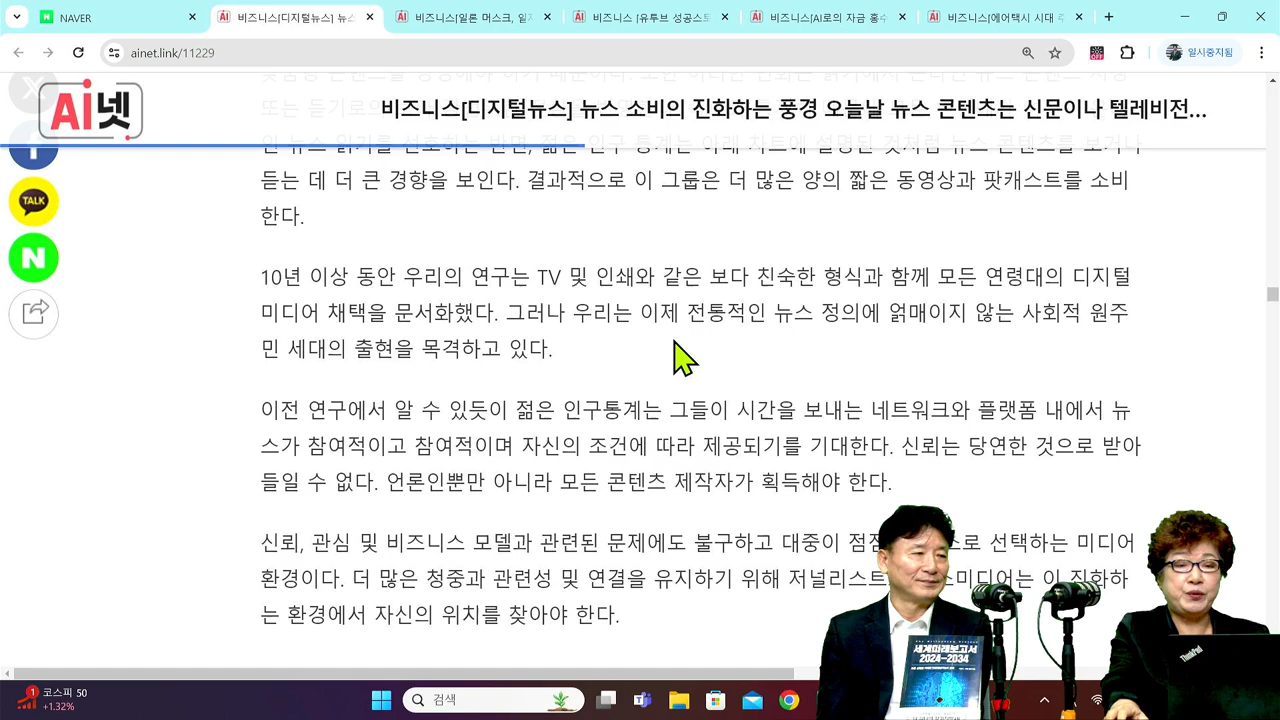 NAVER
비즈니스[디지털뉴스] 뉴스
비즈니스[일론 머스크, 일자
비즈니스 [유투브 성공스토
비즈니스[AI로의 자금 홍수
비즈니스[에어택시 시대 주
ainet.link/11229
OFF
일시중지됨
Ai넷
비즈니스[디지털뉴스] 뉴스 소비의 진화하는 풍경 오늘날 뉴스 콘텐츠는 신문이나 텔레비전...
듣는 데 더 큰 경향을 보인다. 결과적으로 이 그룹은 더 많은 양의 짧은 동영상과 팟캐스트를 소비
한다.
TALK
N
10년 이상 동안 우리의 연구는 TV 및 인쇄와 같은 보다 친숙한 형식과 함께 모든 연령대의 디지털
미디어 채택을 문서화했다. 그러나 우리는 이제 전통적인 뉴스 정의에 얽매이지 않는 사회적 원주
민 세대의 출현을 목격하고 있다.
이전 연구에서 알 수 있듯이 젊은 인구통계는 그들이 시간을 보내는 네트워크와 플랫폼 내에서 뉴
스가 참여적이고 참여적이며 자신의 조건에 따라 제공되기를 기대한다. 신뢰는 당연한 것으로 받아
들일 수 없다. 언론인뿐만 아니라 모든 콘텐츠 제작자가 획득해야 한다.
신뢰, 관심 및 비즈니스 모델과 관련된 문제에도 불구하고 대중이 선택하는 미디어
환경이다. 더 많은 청중과 관련성 및 연결을 유지하기 위해 이 진화하
는 환경에서 자신의 위치를 찾아야 한다.
세계미래보고서
2024-2034
ThinkPad
1
코스피 50
+1.32%
검색